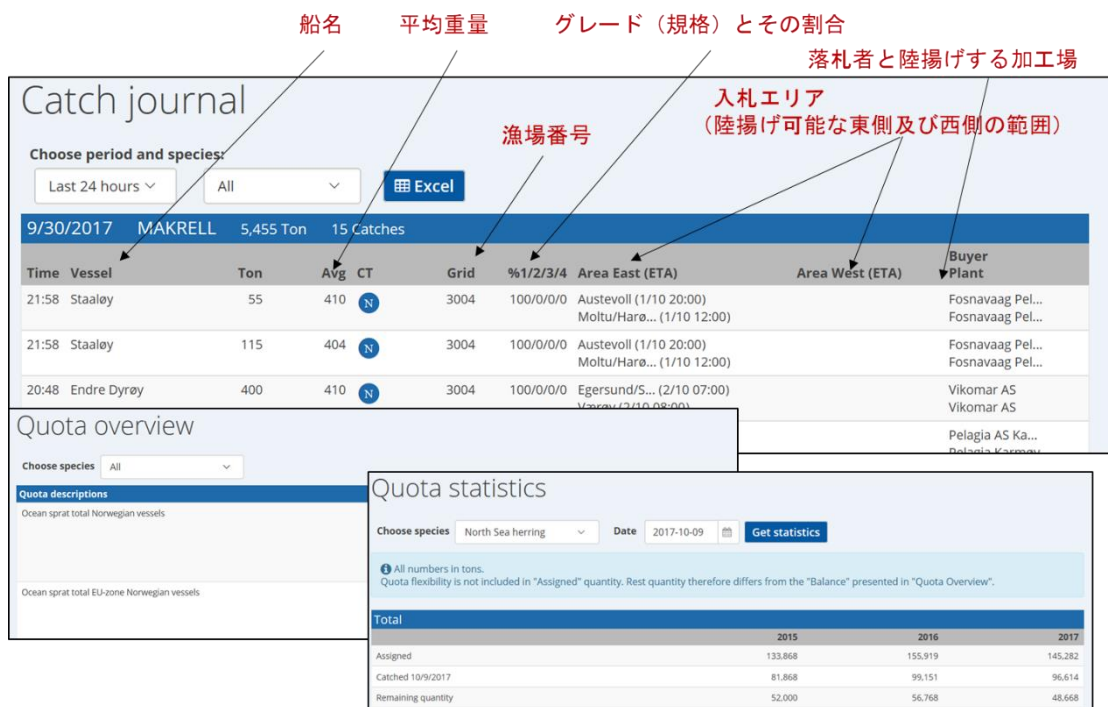 船名
平均重量
グレード（規格）とその割合
落札者と陸揚げする加工場
入札エリア
（陸揚げ可能な東側及び西側の範囲）
漁場番号
Catch journal
Choose period and species:
Last 24 hours
All
Excel
9/30/2017 MAKRELL 5,455 Ton 15 Catches
Buyer
Time Vessel Ton Avg CT Grid %1/2/3/4 Area East (ETA) Area West (ETA) Plant
21:58 Staaløy 55 410 N 3004 100/0/0/0 Austevoll (1/10 20:00) Fosnavaag Pel...
Moltu/Harø... (1/10 12:00) Fosnavaag Pel...
21:58 Staaløy 115 404 N 3004 100/0/0/0 Austevoll (1/10 20:00) Fosnavaag Pel...
Moltu/Harø... (1/10 12:00) Fosnavaag Pel...
20:48 Endre Dyrøy 400 410 N 3004 100/0/0/0 Egersund/S... (2/10 07:00) Vikomar AS
Værøy (2/10 08:00) Vikomar AS
Pelagia AS Ka...
Pelagia Karmøy
Quota overview
Choose species All
Quota descriptions
Ocean sprat total Norwegian vessels
Ocean sprat total EU-zone Norwegian vessels
Quota statistics
Choose species North Sea herring Date 2017-10-09 Get statistics
All numbers in tons.
Quota flexibility is not included in "Assigned" quantity. Rest quantity therefore differs from the "Balance" presented in "Quota Overview".
Total
2015 2016 2017
Assigned 133,868 155,919 145,282
Catched 10/9/2017 81,868 99,151 96,614
Remaining quantity 52,000 56,768 48,668